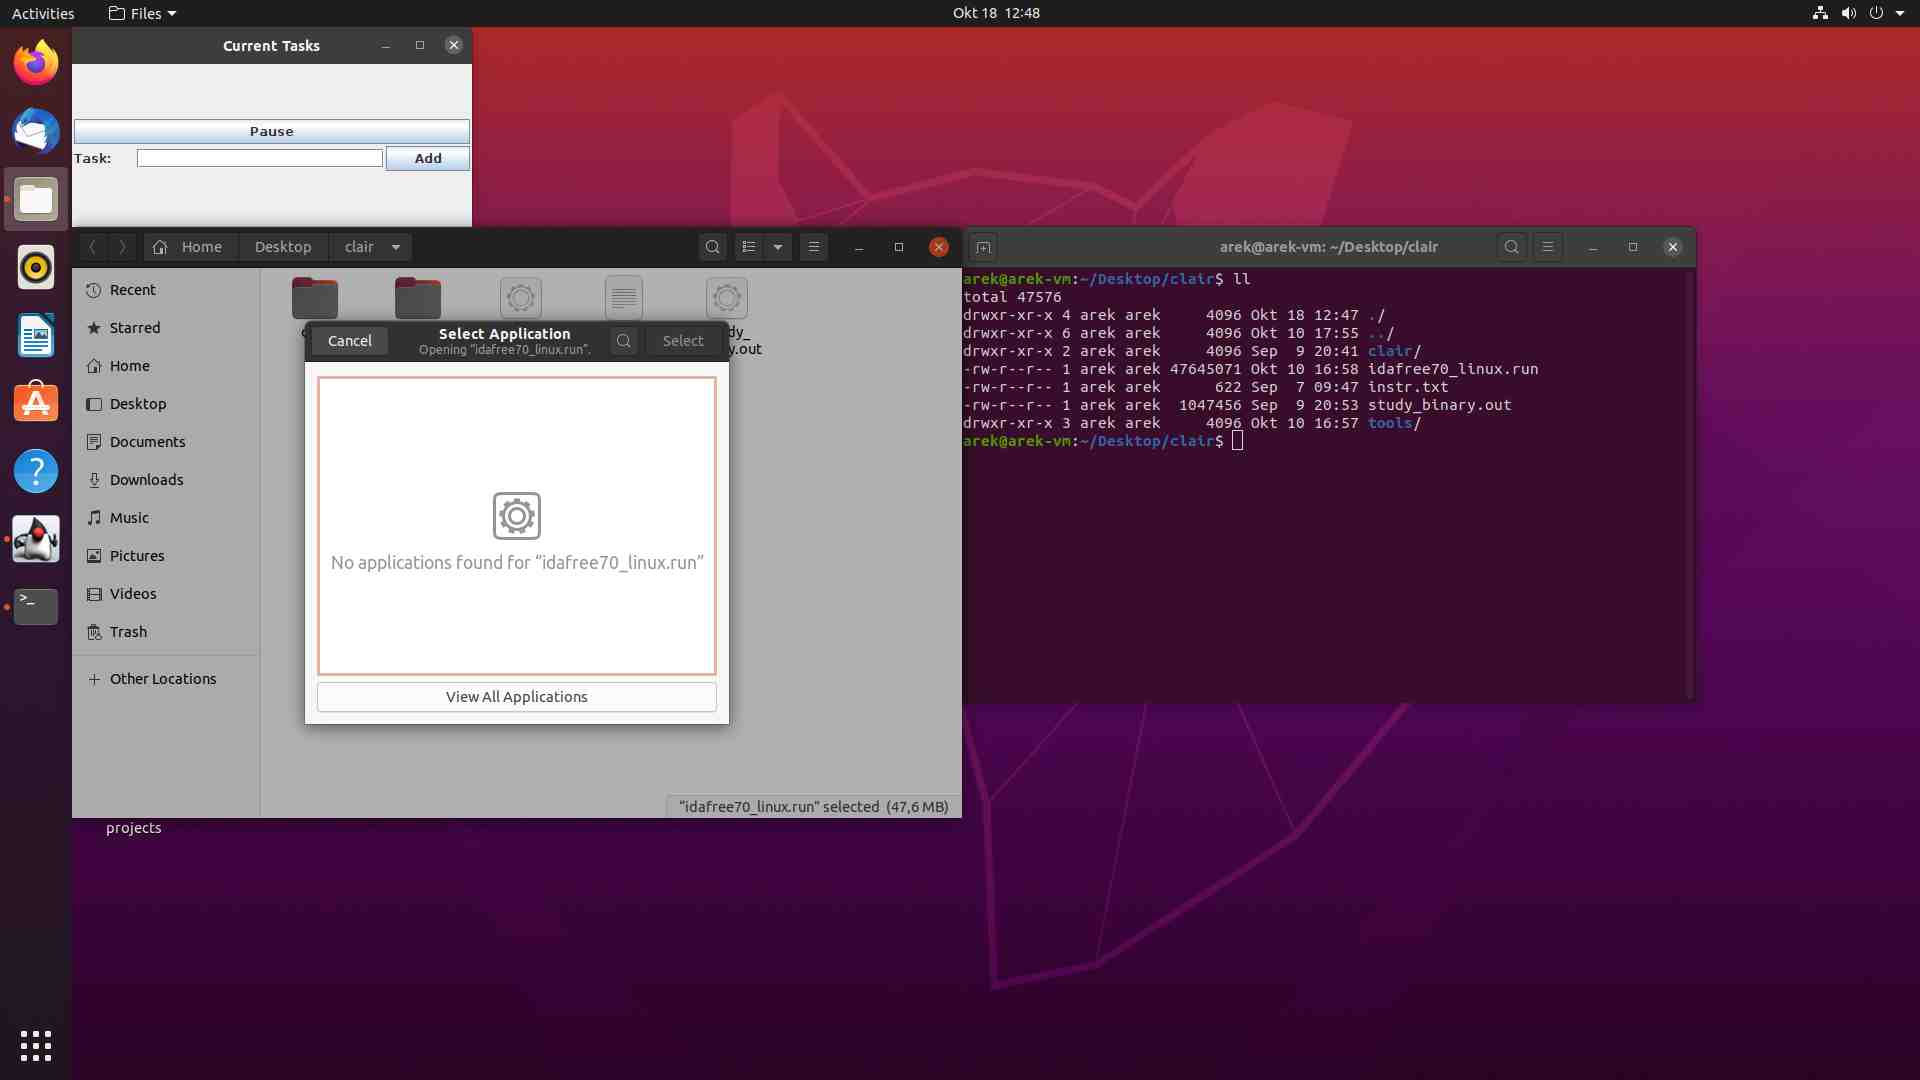 Activities
Files
Okt 18 12:48
Current Tasks
Pause
Task:
Add
Home
Desktop
clair
Recent
Starred
Home
Desktop
Documents
Downloads
Music
Pictures
Videos
Trash
Other Locations
Cancel
Select Application
Opening “idafree70_linux.run”.
Select
No applications found for “idafree70_linux.run”
View All Applications
“idafree70_linux.run” selected (47,6 MB)
projects
arek@arek-vm: ~/Desktop/clair
arek@arek-vm:~/Desktop/clair$ ll
total 47576
drwxr-xr-x 4 arek arek     4096 Okt 18 12:47 ./
drwxr-xr-x 6 arek arek     4096 Okt 10 17:55 ../
drwxr-xr-x 2 arek arek     4096 Sep  9 20:41 clair/
-rw-r--r-- 1 arek arek 47645071 Okt 10 16:58 idafree70_linux.run
-rw-r--r-- 1 arek arek      622 Sep  7 09:47 instr.txt
-rw-r--r-- 1 arek arek  1047456 Sep  9 20:53 study_binary.out
drwxr-xr-x 3 arek arek     4096 Okt 10 16:57 tools/
arek@arek-vm:~/Desktop/clair$